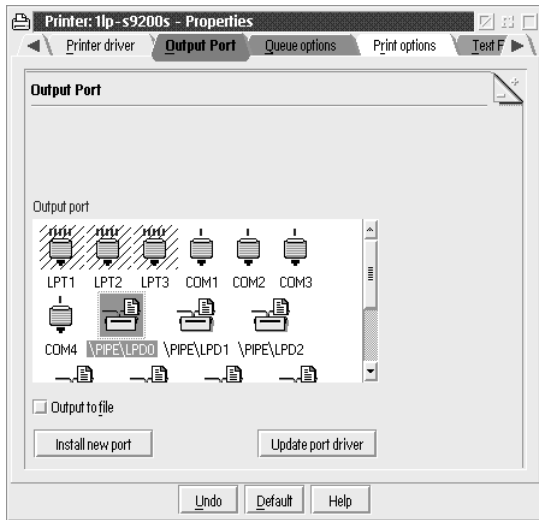 Printer: 1lp-s9200s - Properties
Printer driver Output Port Queue options Print options Text F
Output Port
Output port
LPT1 LPT2 LPT3 COM1 COM2 COM3
COM4 \PIPE\LPD0 \PIPE\LPD1 \PIPE\LPD2
Output to file
Install new port Update port driver
Undo Default Help